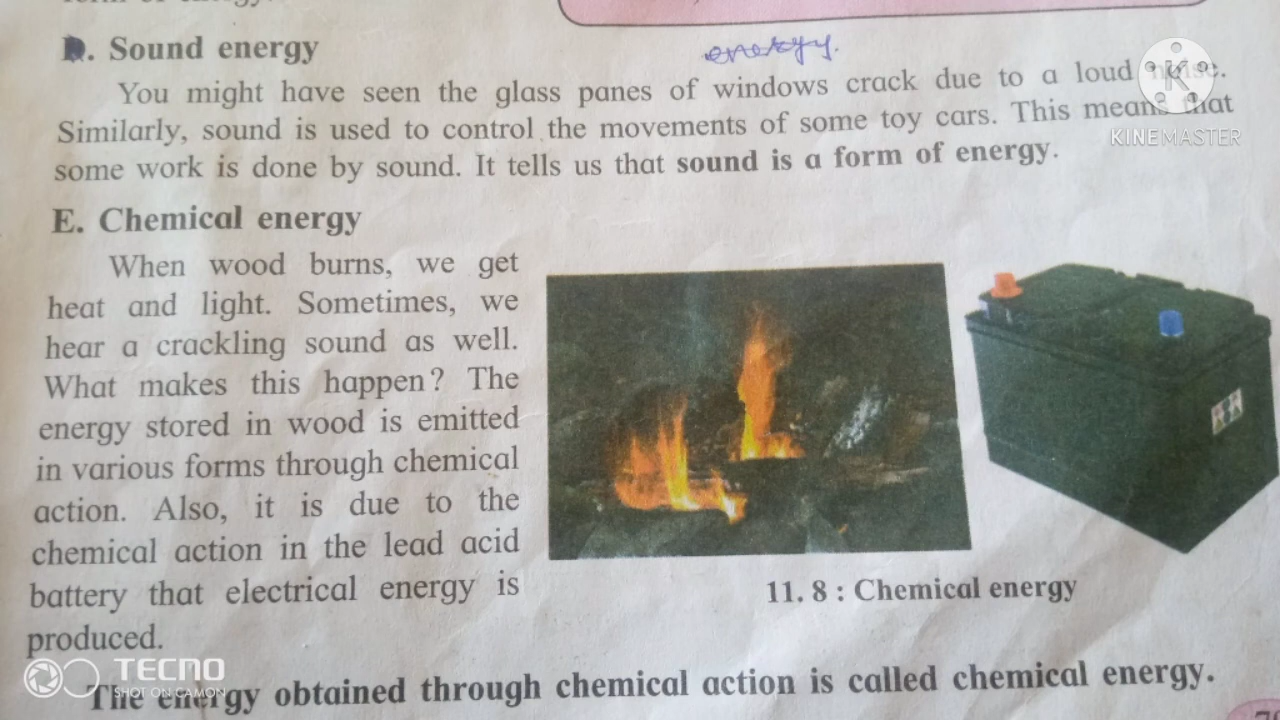 D. Sound energy
energy.
You might have seen the glass panes of windows crack due to a loud noise.
Similarly, sound is used to control the movements of some toy cars. This means that
some work is done by sound. It tells us that sound is a form of energy.
KINEMASTER
E. Chemical energy
When wood burns, we get
heat and light. Sometimes, we
hear a crackling sound as well.
What makes this happen? The
energy stored in wood is emitted
in various forms through chemical
action. Also, it is due to the
chemical action in the lead acid
battery that electrical energy is
produced.
11. 8 : Chemical energy
TECNO
SHOT ON CAMON
The energy obtained through chemical action is called chemical energy.